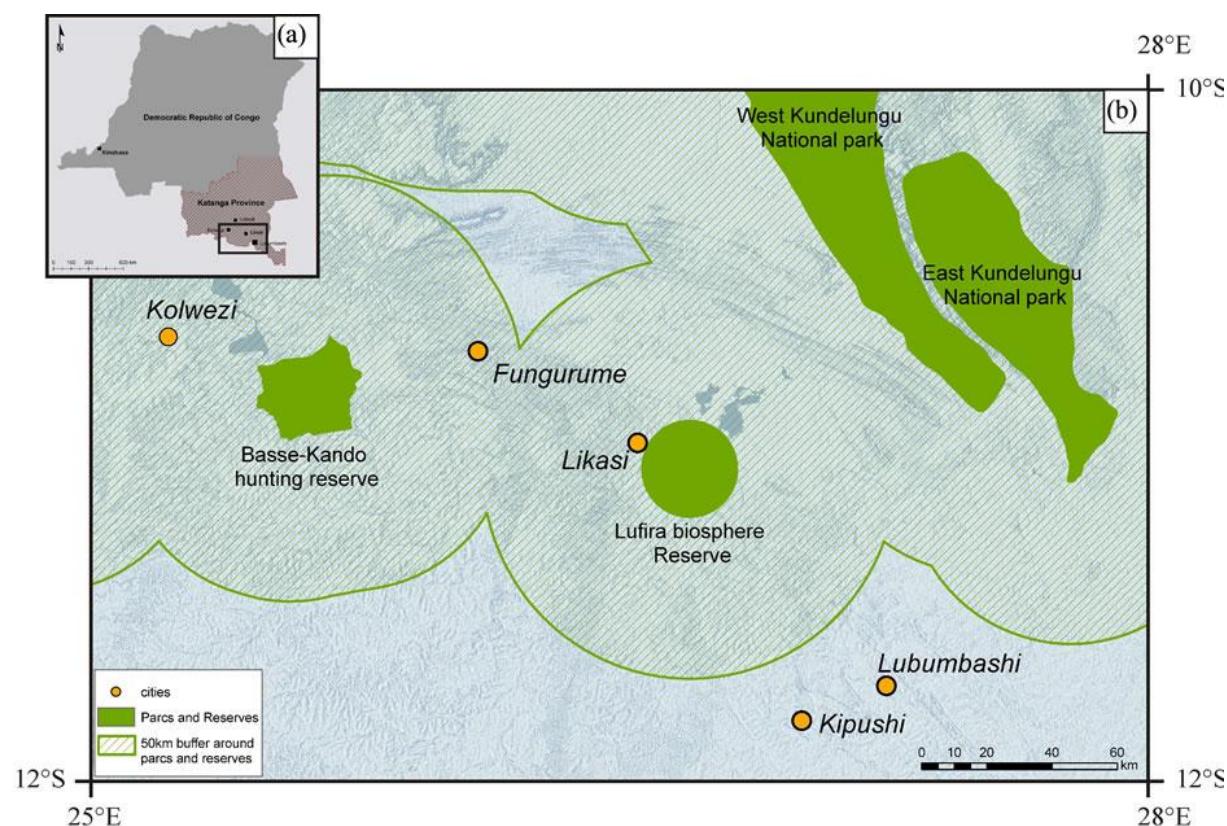 28°E
10°S
(a)
N
Democratic Republic of Congo
Kinshasa
Katanga Province
(b)
West Kundelungu
National park
East Kundelungu
National park
Kolwezi
Fungurume
Basse-Kando
hunting reserve
Likasi
Lufira biosphere
Reserve
Lubumbashi
Kipushi
cities
Parcs and Reserves
50km buffer around
parcs and reserves
0 10 20 40 60
km
12°S
12°S
25°E
28°E